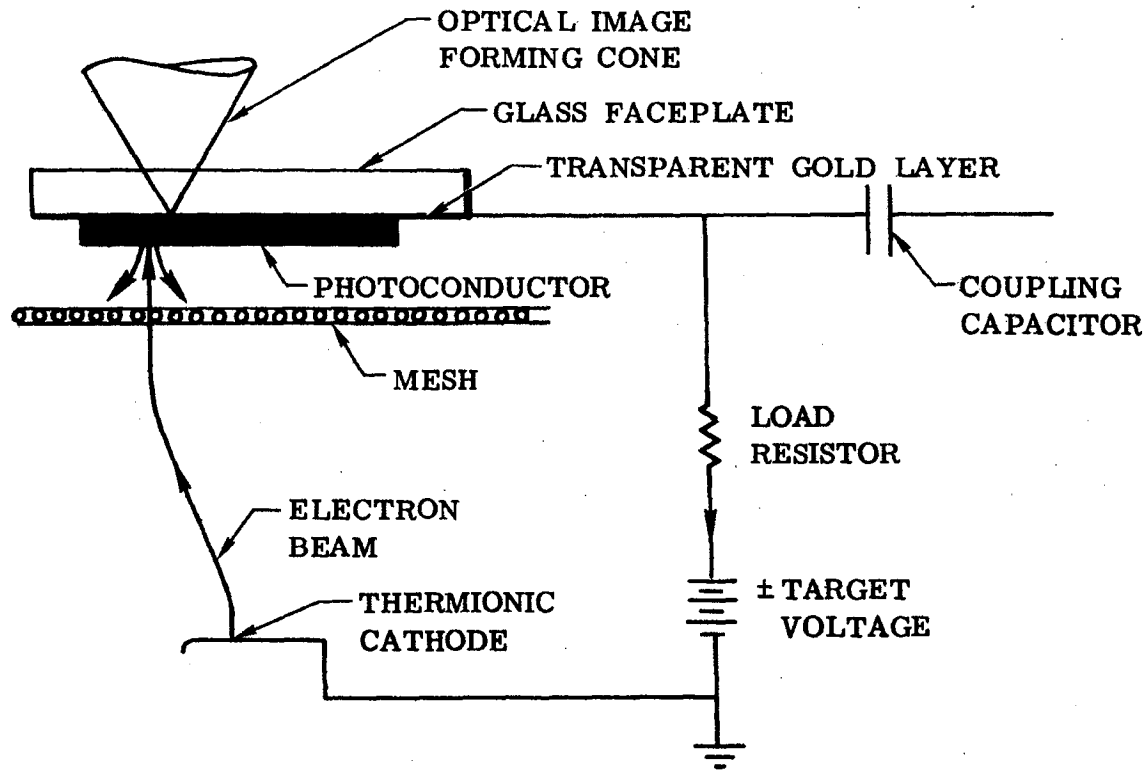 OPTICAL IMAGE
FORMING CONE
GLASS FACEPLATE
TRANSPARENT GOLD LAYER
PHOTOCONDUCTOR
COUPLING
CAPACITOR
MESH
LOAD
RESISTOR
ELECTRON
BEAM
± TARGET
VOLTAGE
THERMIONIC
CATHODE